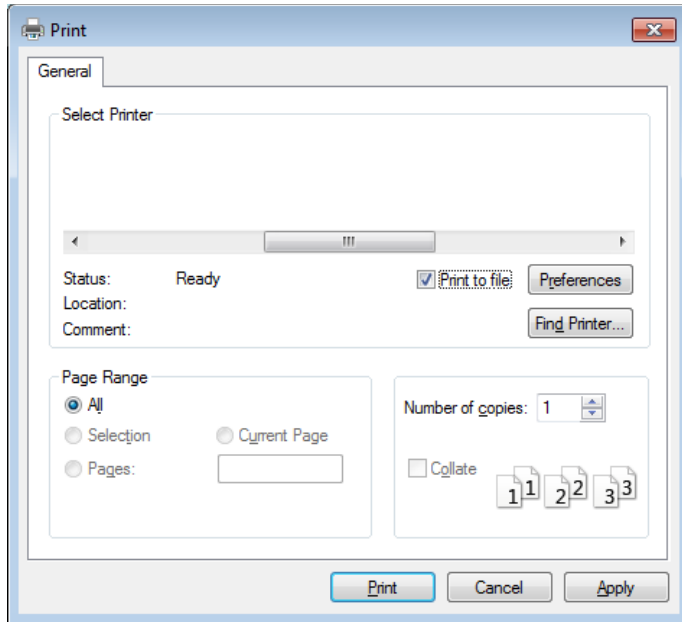 Print
General
Select Printer
Status: Ready Print to file Preferences
Location:
Comment: Find Printer...
Page Range
All Number of copies: 1
Selection Current Page
Pages: Collate
1 1 2 2 3 3
Print Cancel Apply